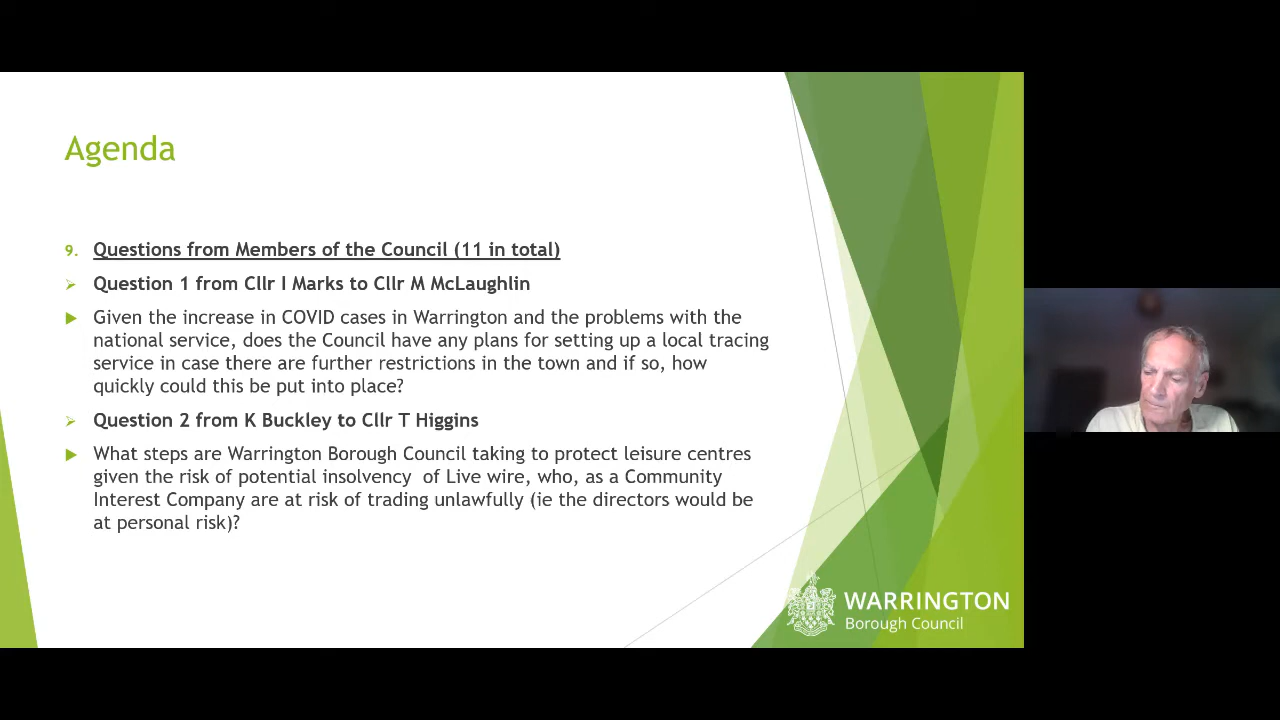 Agenda
9. Questions from Members of the Council (11 in total)
Question 1 from Cllr I Marks to Cllr M McLaughlin
Given the increase in COVID cases in Warrington and the problems with the
national service, does the Council have any plans for setting up a local tracing
service in case there are further restrictions in the town and if so, how
quickly could this be put into place?
Question 2 from K Buckley to Cllr T Higgins
What steps are Warrington Borough Council taking to protect leisure centres
given the risk of potential insolvency of Live wire, who, as a Community
Interest Company are at risk of trading unlawfully (ie the directors would be
at personal risk)?
WARRINGTON
Borough Council